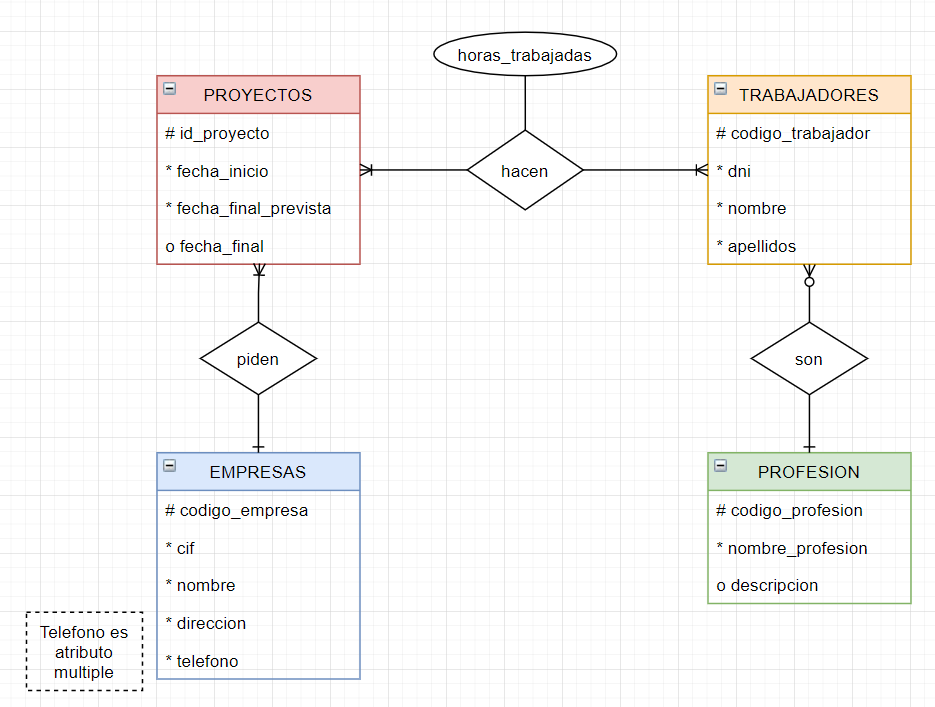 horas_trabajadas
PROYECTOS
# id_proyecto
* fecha_inicio
* fecha_final_prevista
o fecha_final
hacen
TRABAJADORES
# codigo_trabajador
* dni
* nombre
* apellidos
piden
son
EMPRESAS
# codigo_empresa
* cif
* nombre
* direccion
* telefono
PROFESION
# codigo_profesion
* nombre_profesion
o descripcion
Telefono es
atributo
multiple